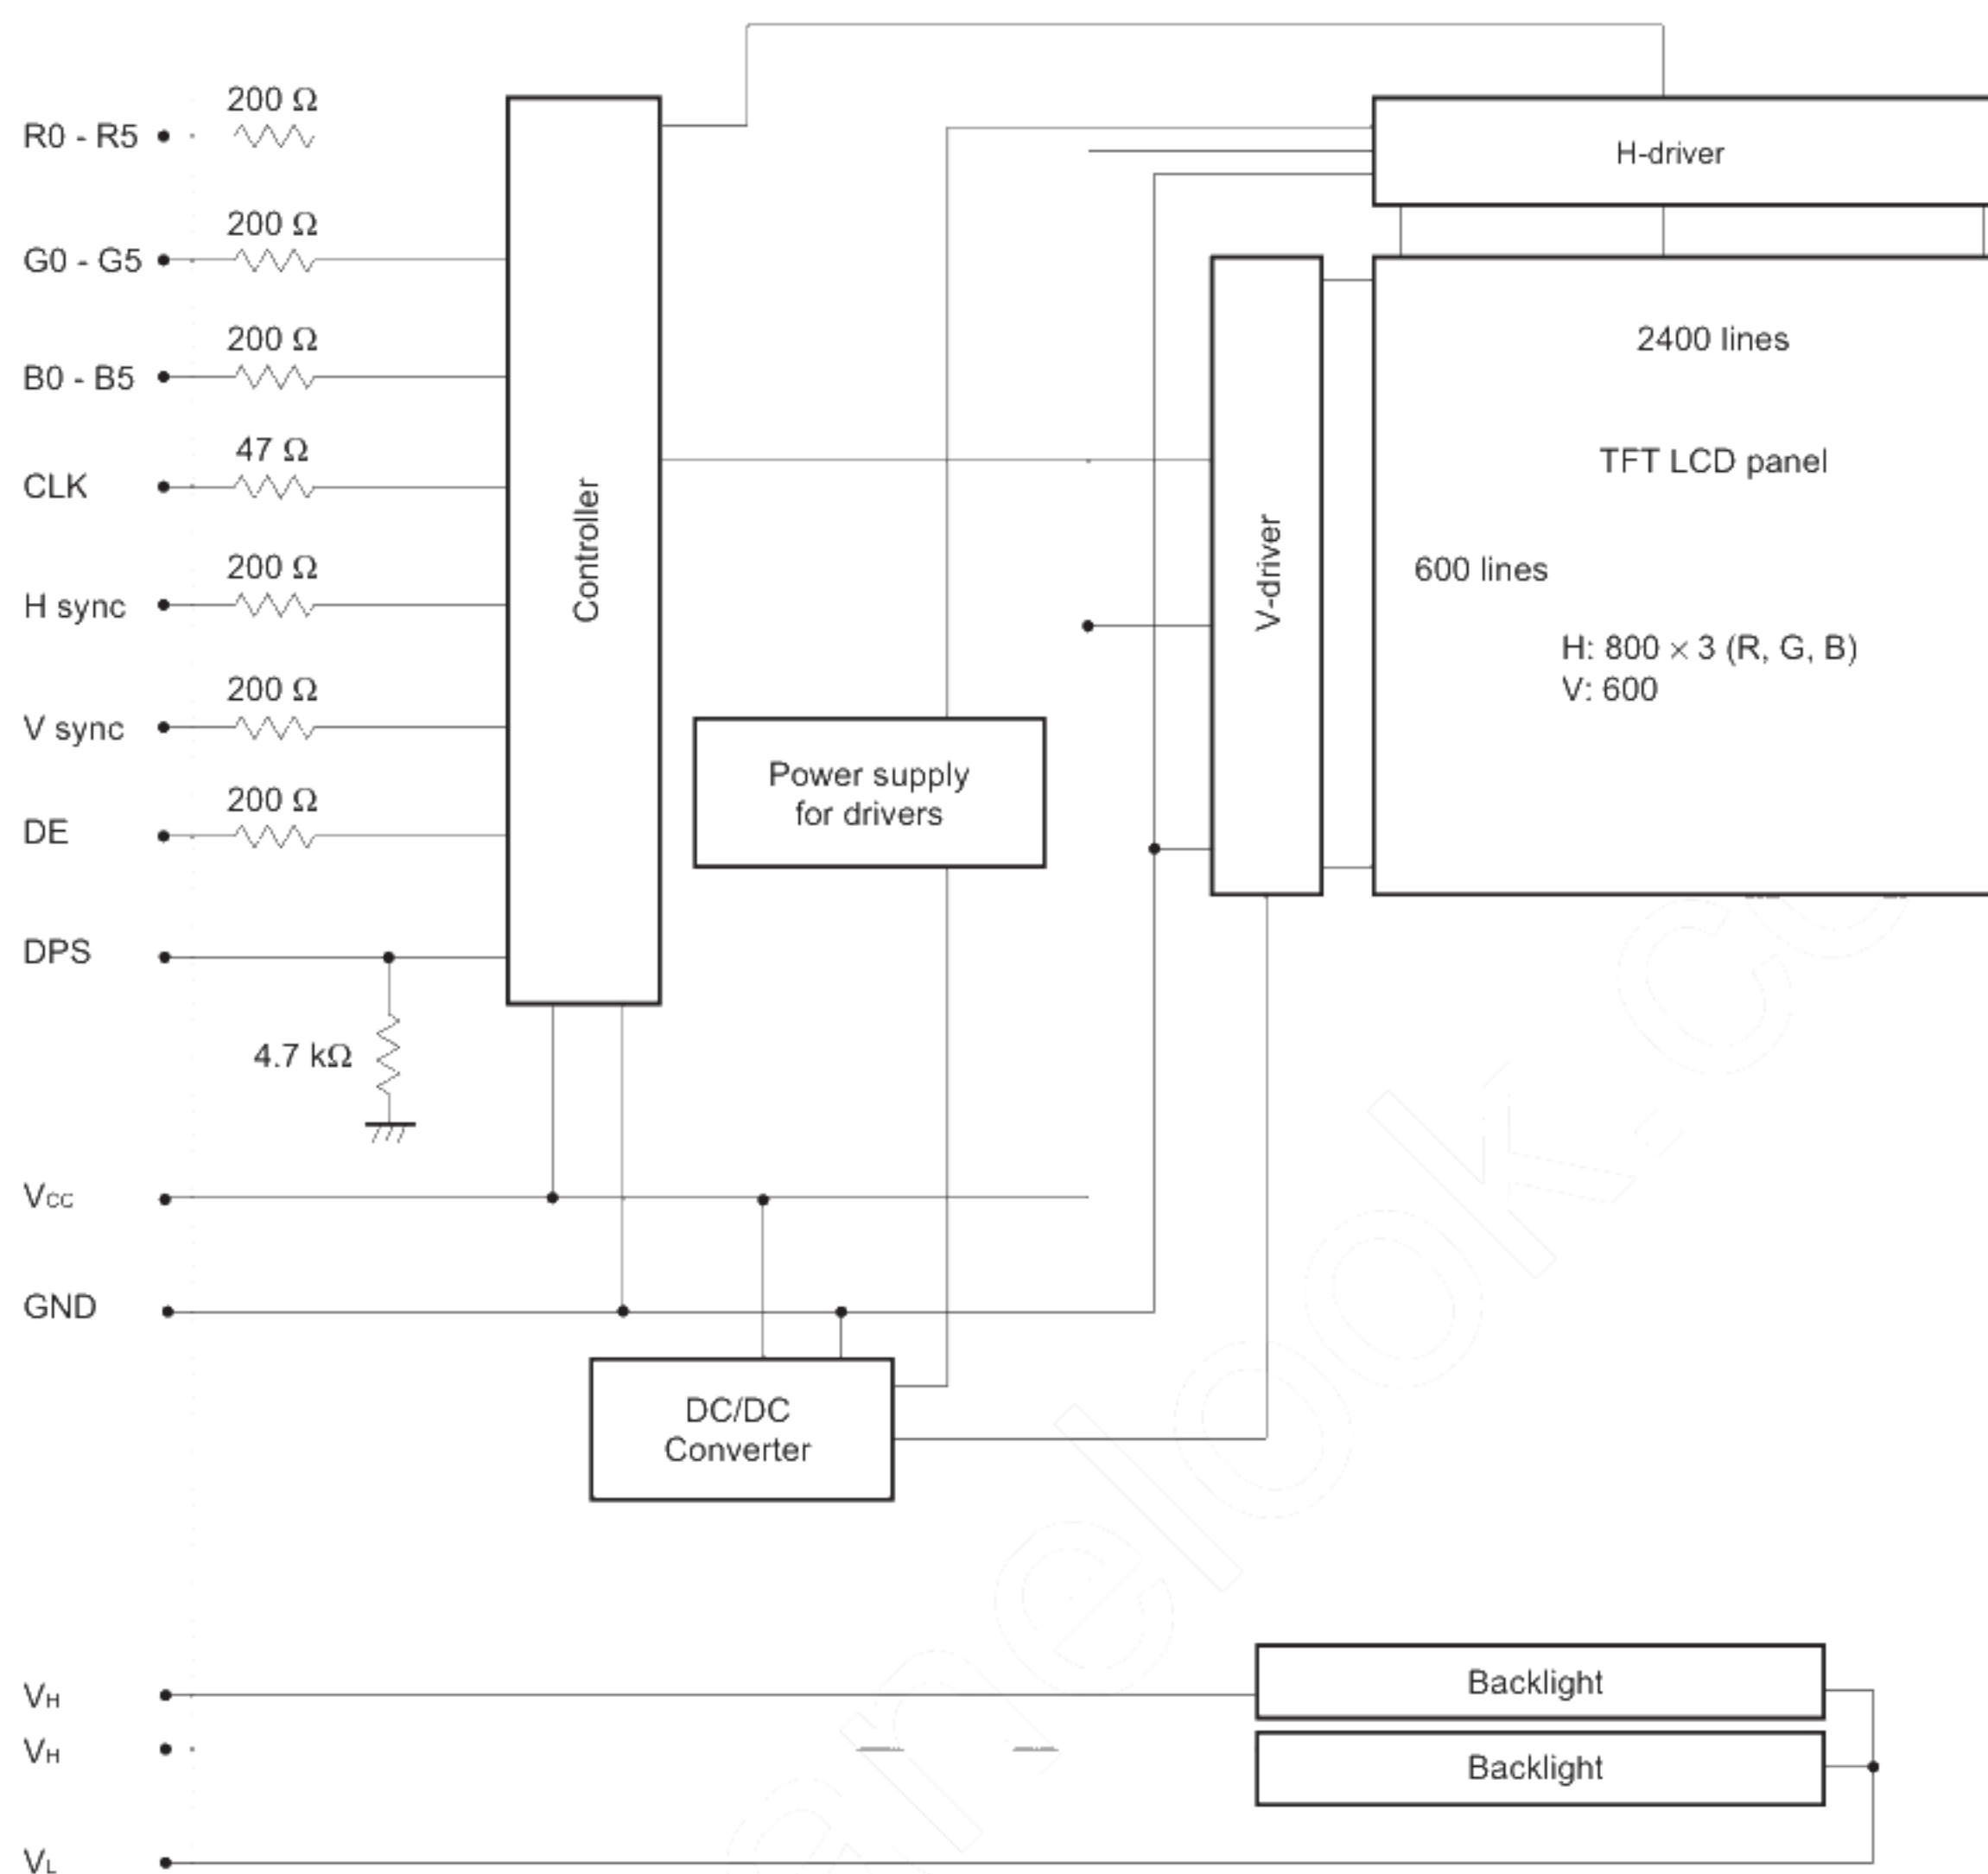 200 Ω
R0 - R5
H-driver
200 Ω
G0 - G5
200 Ω
B0 - B5
2400 lines
47 Ω
CLK
TFT LCD panel
Controller
V-driver
200 Ω
H sync
600 lines
H: 800 × 3 (R, G, B)
V: 600
200 Ω
V sync
Power supply
for drivers
200 Ω
DE
DPS
4.7 kΩ
VCC
GND
DC/DC
Converter
VH
Backlight
VH
Backlight
VL